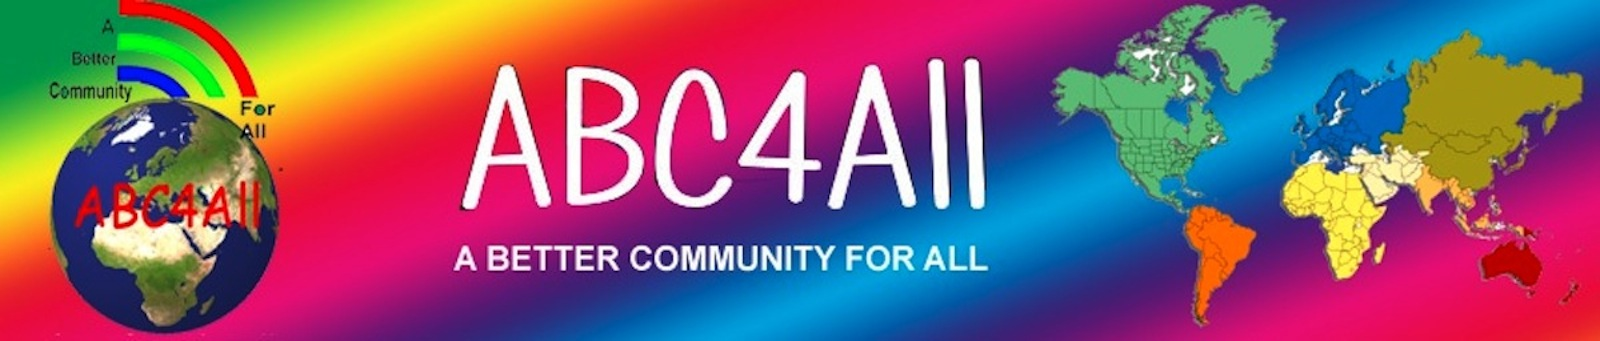 A
Better
Community
For
All
ABC4All
ABC4All
A BETTER COMMUNITY FOR ALL